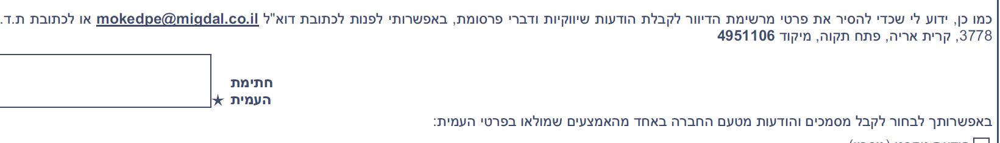 כמו כן, ידוע לי שכדי להסיר את פרטי מרשימת הדיוור לקבלת הודעות שיווקיות ודברי פרסומת, באפשרותי לפנות לכתובת דוא"ל mokedpe@migdal.co.il או לכתובת ת.ד.
3778, קרית אריה, פתח תקוה, מיקוד 4951106
חתימת
העמית ★
באפשרותך לבחור לקבל מסמכים והודעות מטעם החברה באחד מהאמצעים שמולאו בפרטי העמית: